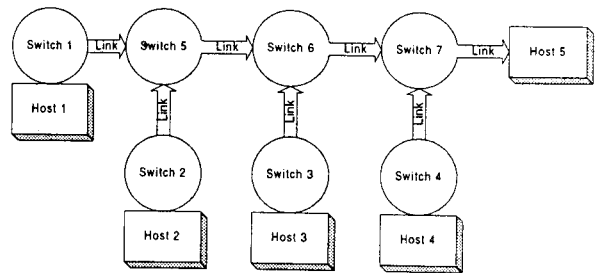 Switch 1
Link
Switch 5
Link
Switch 6
Link
Switch 7
Link
Host 5
Host 1
Link
Link
Link
Switch 2
Switch 3
Switch 4
Host 2
Host 3
Host 4